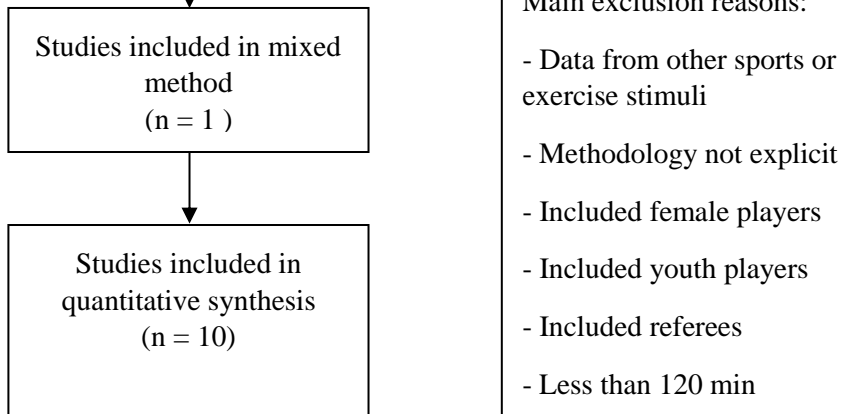 Studies included in mixed
method
(n = 1 )
Studies included in
quantitative synthesis
(n = 10)
Main exclusion reasons:
- Data from other sports or
exercise stimuli
- Methodology not explicit
- Included female players
- Included youth players
- Included referees
- Less than 120 min